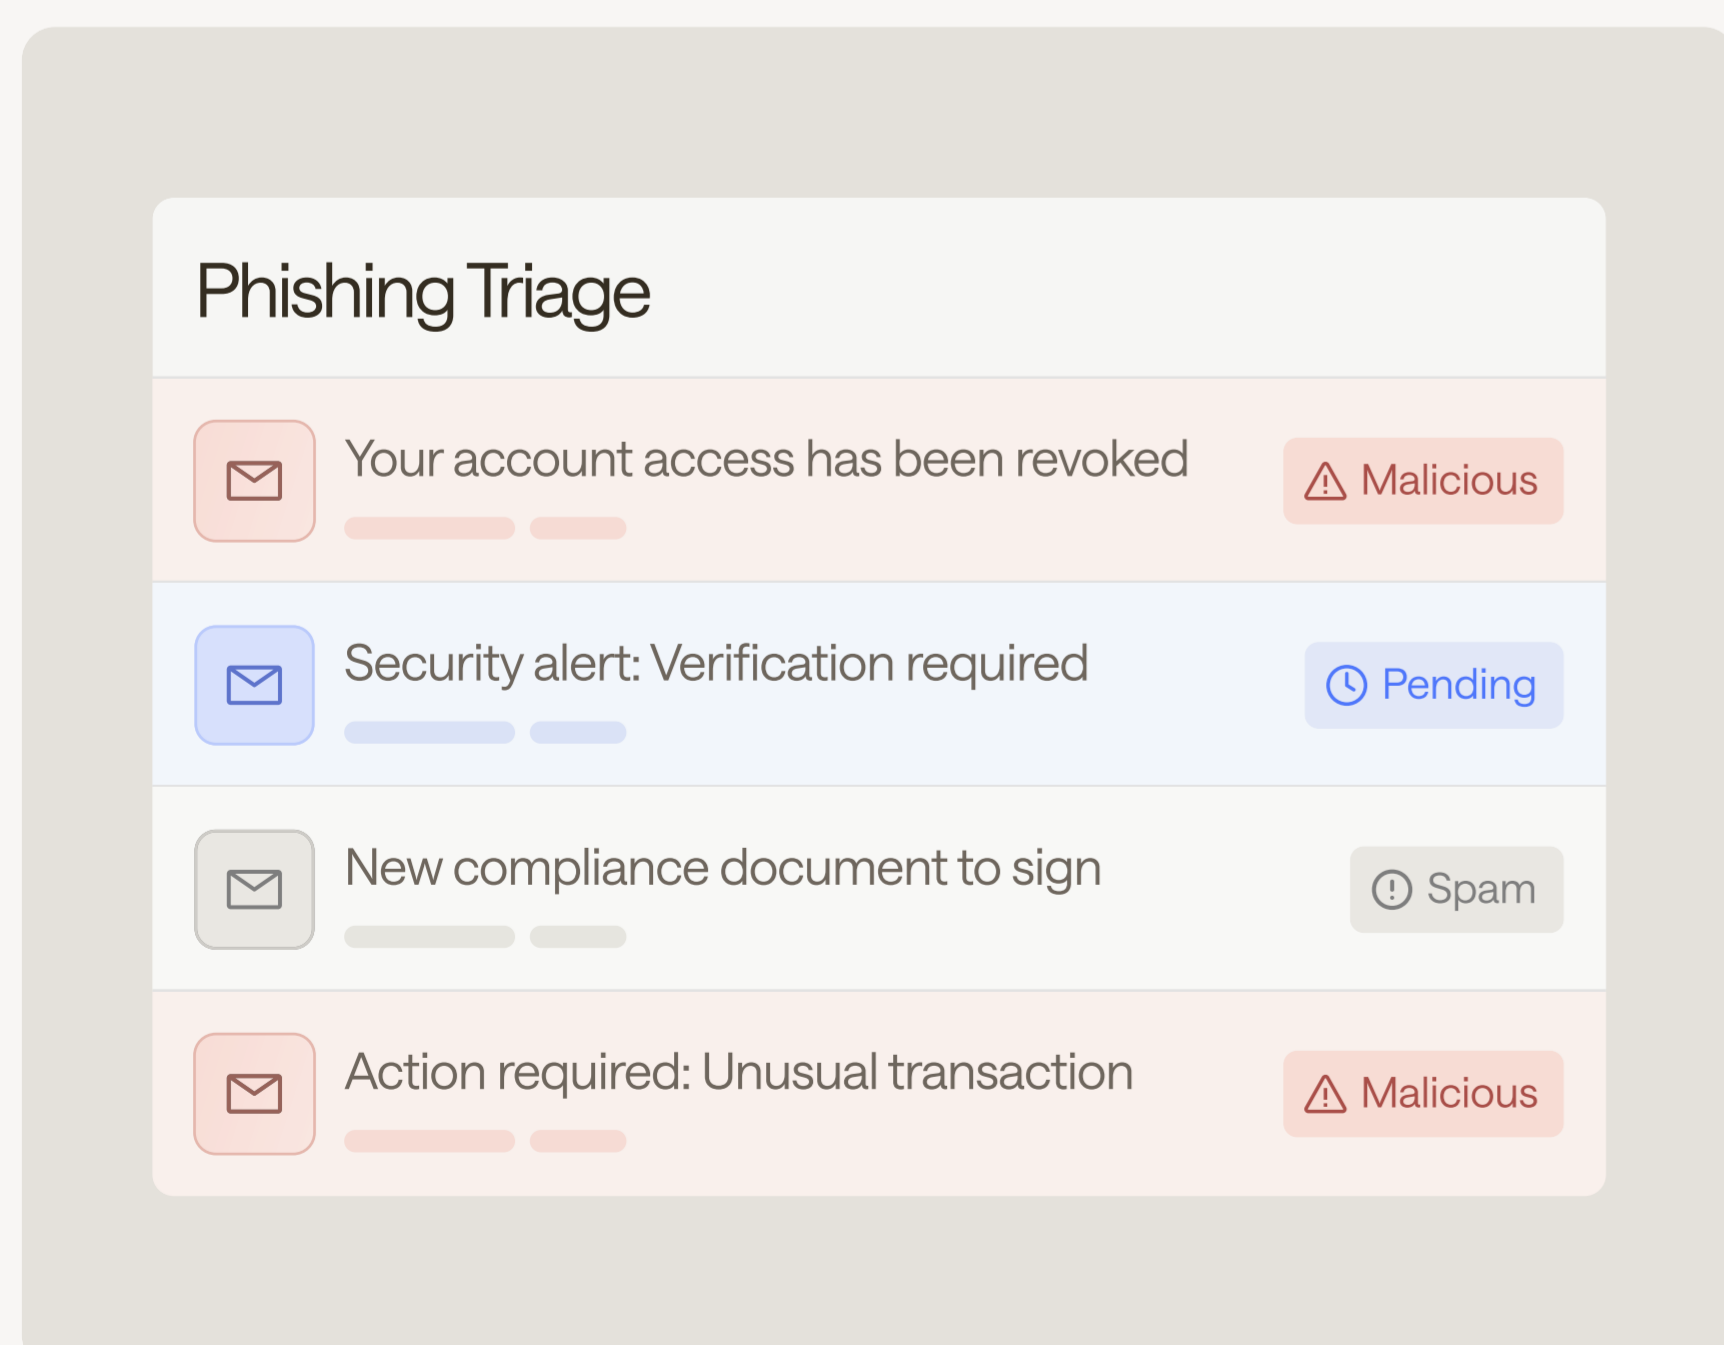 Phishing Triage
Your account access has been revoked
Malicious
Security alert: Verification required
Pending
New compliance document to sign
Spam
Action required: Unusual transaction
Malicious